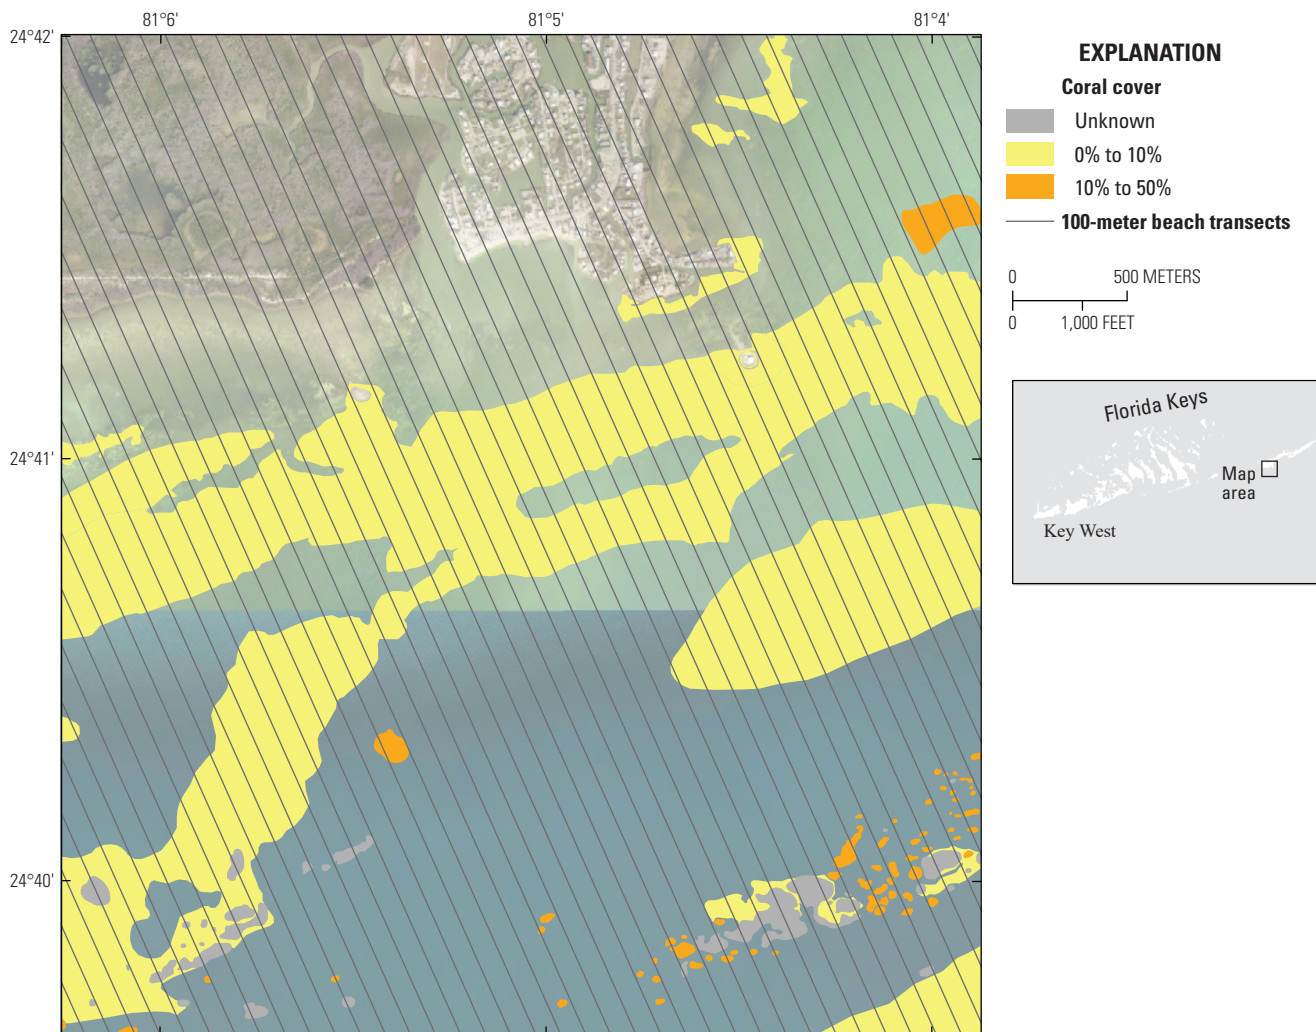 81°6' 81°5' 81°4'
24°42'
24°41'
24°40'
EXPLANATION
Coral cover
Unknown
0% to 10%
10% to 50%
100-meter beach transects
0 500 METERS
0 1,000 FEET
Florida Keys
Map
area
Key West